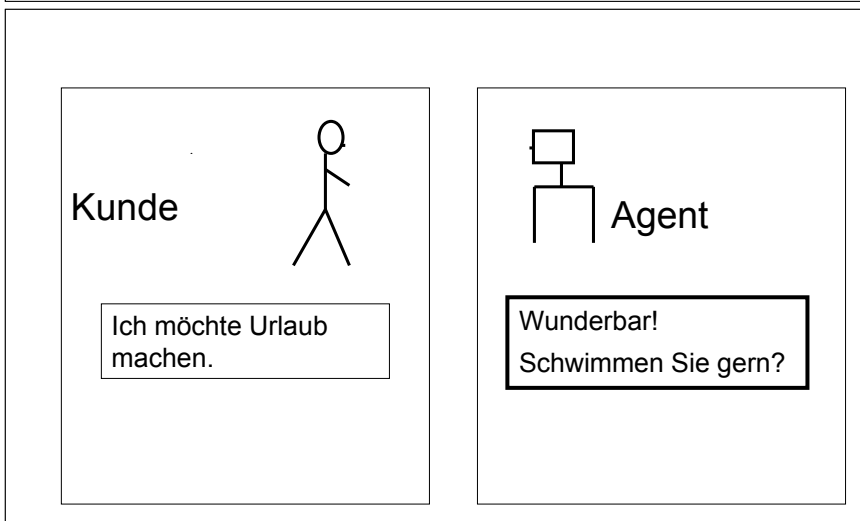 Kunde
Ich möchte Urlaub
machen.
Agent
Wunderbar!
Schwimmen Sie gern?